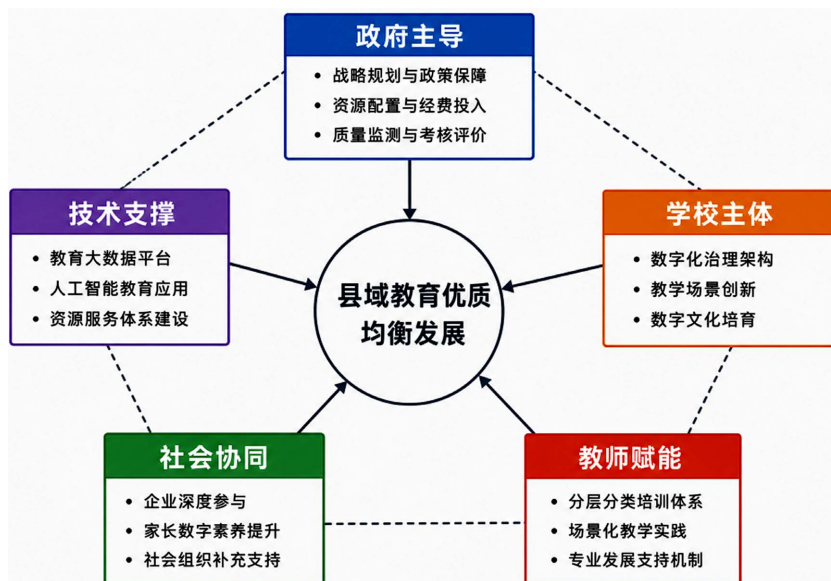 政府主导
• 战略规划与政策保障
• 资源配置与经费投入
• 质量监测与考核评价
技术支撑
• 教育大数据平台
• 人工智能教育应用
• 资源服务体系建设
学校主体
• 数字化治理架构
• 教学场景创新
• 数字文化培育
县域教育优质
均衡发展
社会协同
• 企业深度参与
• 家长数字素养提升
• 社会组织补充支持
教师赋能
• 分层分类培训体系
• 场景化教学实践
• 专业发展支持机制